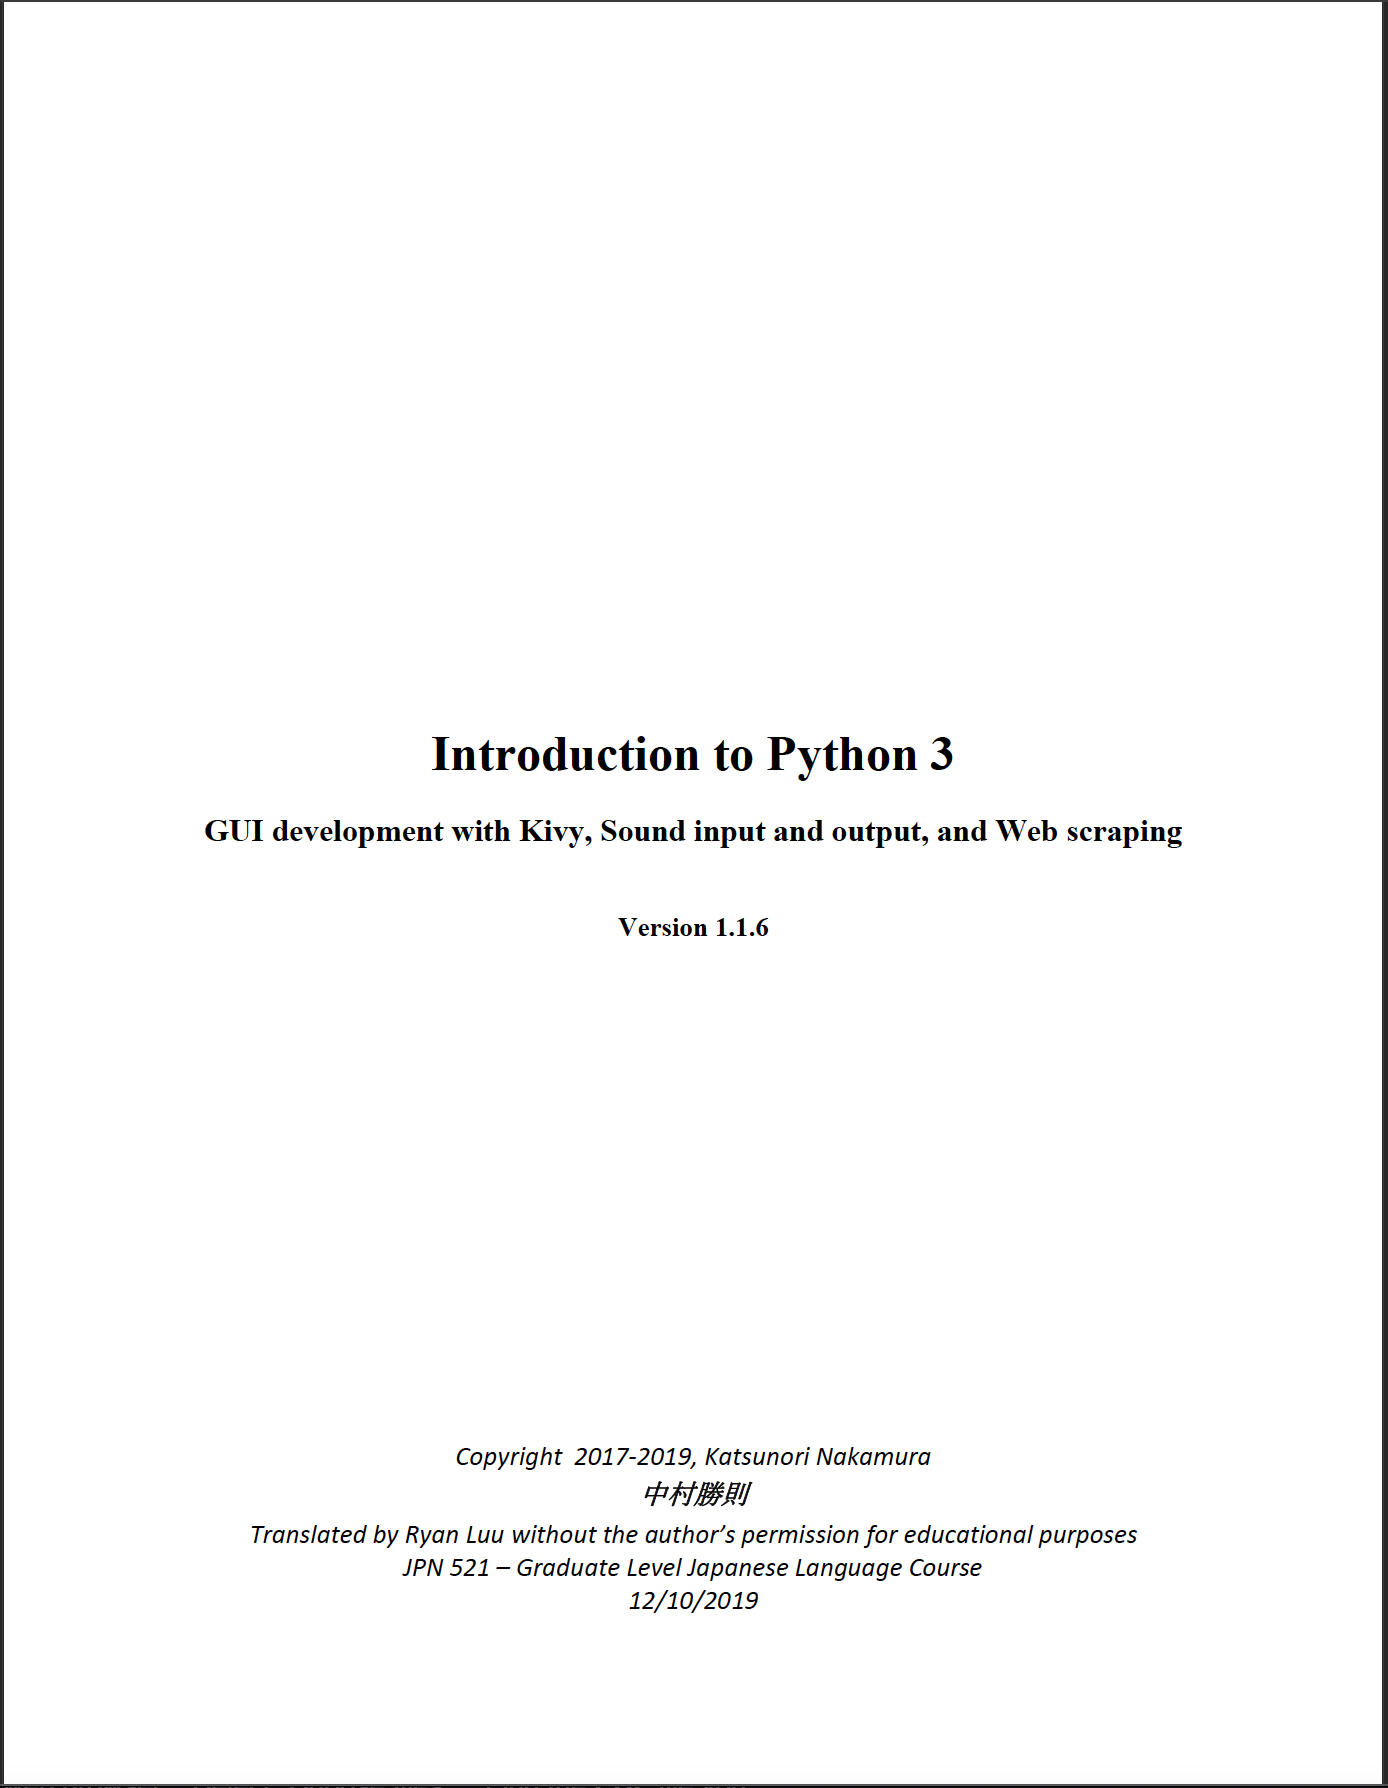 Introduction to Python 3
GUI development with Kivy, Sound input and output, and Web scraping
Version 1.1.6
Copyright  2017-2019, Katsunori Nakamura
中村勝則
Translated by Ryan Luu without the author’s permission for educational purposes
JPN 521 – Graduate Level Japanese Language Course
12/10/2019